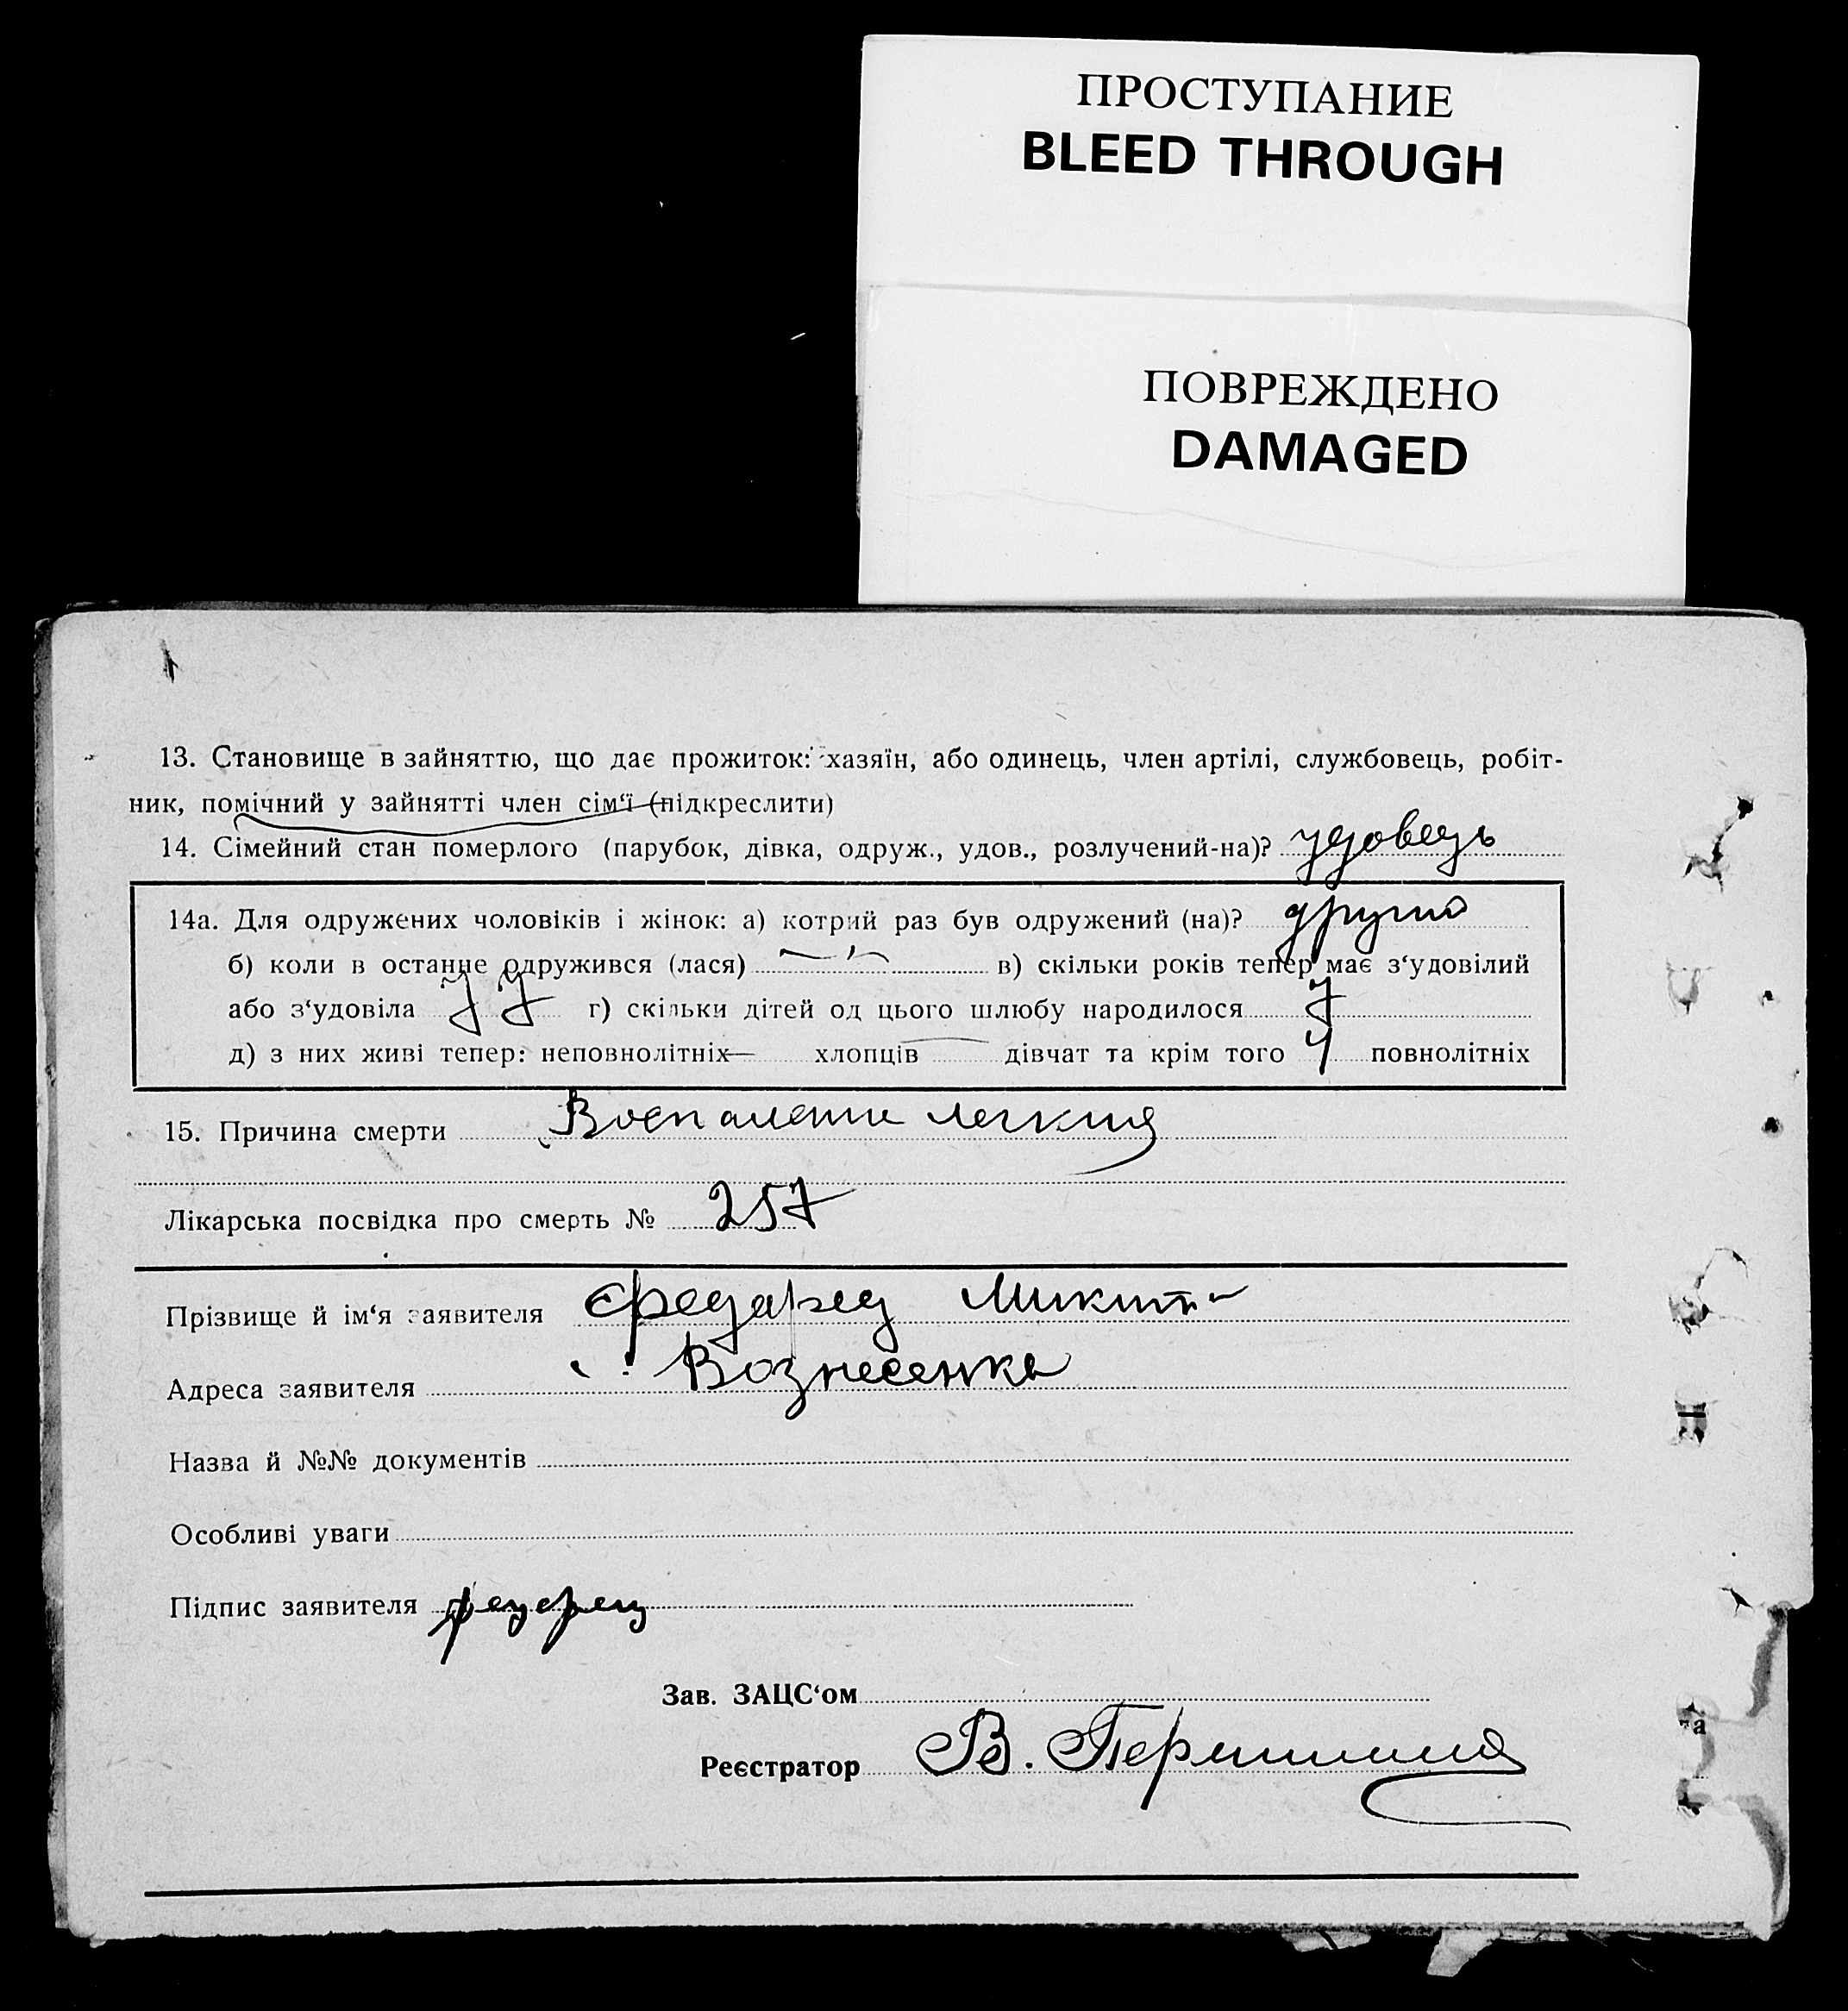 ПРОСТУПАНИЕ
BLEED THROUGH
ПОВРЕЖДЕНО
DAMAGED
13. Становище в зайняттю, що дає прожиток: хазяїн, або одинець, член артілі, службовець, робіт-
ник, помічний у зайнятті член сім'ї (підкреслити)
14. Сімейний стан померлого (парубок, дівка, одруж., удов., розлучений-на)? удовець
14а. Для одружених чоловіків і жінок: а) котрий раз був одружений (на)? другий
б) коли в останнє одружився (лася) — " — в) скільки років тепер має з'удовілий
або з'удовіла г) скільки дітей од цього шлюбу народилося 7
д) з них живі тепер: неповнолітніх — хлопців — дівчат та крім того 4 повнолітніх
15. Причина смерти Воспаление легких
Лікарська посвідка про смерть № 257
Прізвище й ім'я заявителя Микита
Адреса заявителя Вознесенка
Назва й №№ документів
Особливі уваги
Підпис заявителя
Зав. ЗАЦС'ом
Реєстратор В.
та